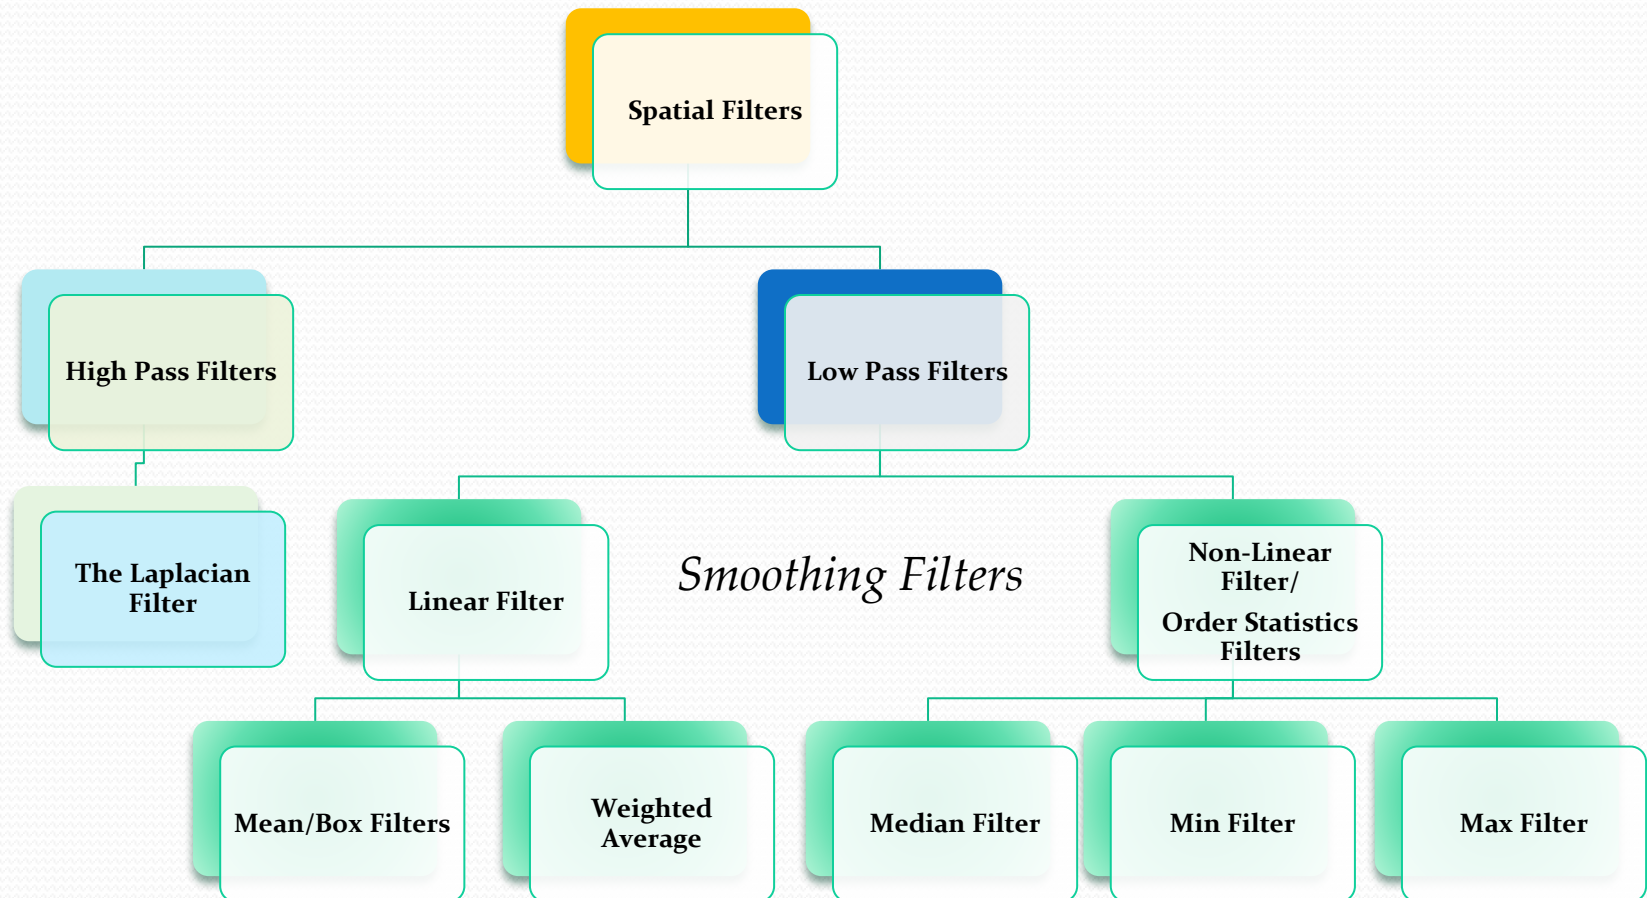 Spatial Filters
High Pass Filters
Low Pass Filters
The Laplacian
Filter
Linear Filter
Smoothing Filters
Non-Linear
Filter/
Order Statistics
Filters
Mean/Box Filters
Weighted
Average
Median Filter
Min Filter
Max Filter